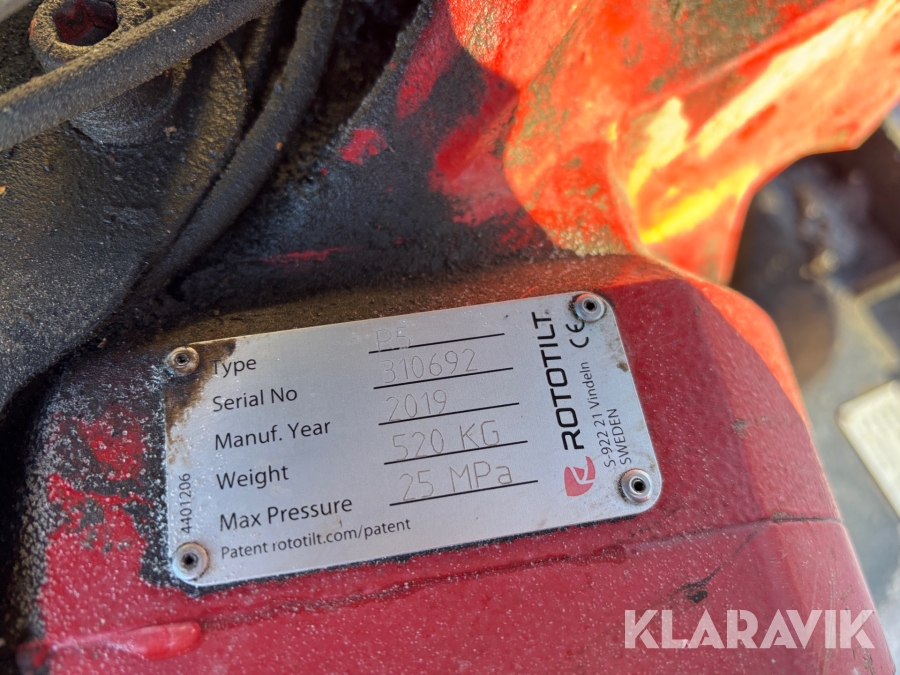 Type R5
Serial No 310692
Manuf. Year 2019
Weight 520 KG
Max Pressure 25 MPa
Patent rototilt.com/patent
4401206
ROTOTILT
S-922 21 Vindeln
SWEDEN
CE
KLARAVIK